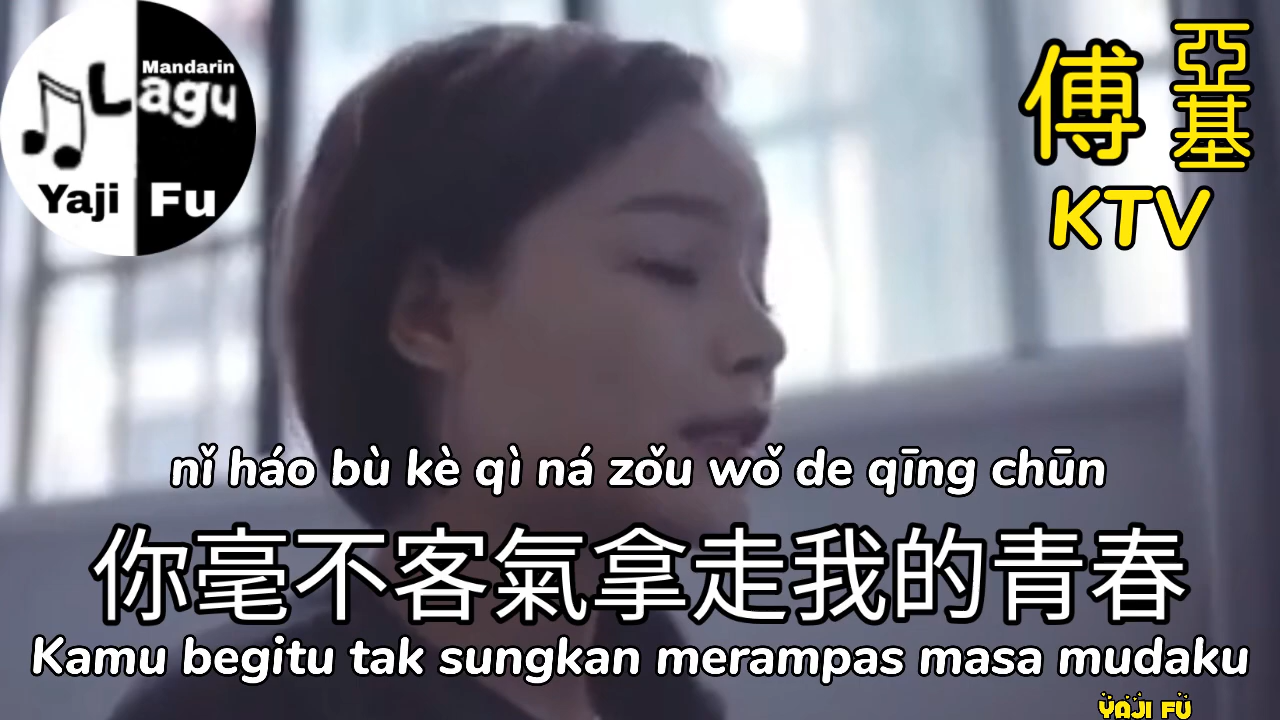 Mandarin
Lagu
Yaji Fu
傅亞基
KTV
nǐ háo bù kè qì ná zǒu wǒ de qīng chūn
你毫不客氣拿走我的青春
Kamu begitu tak sungkan merampas masa mudaku
YAJI FU